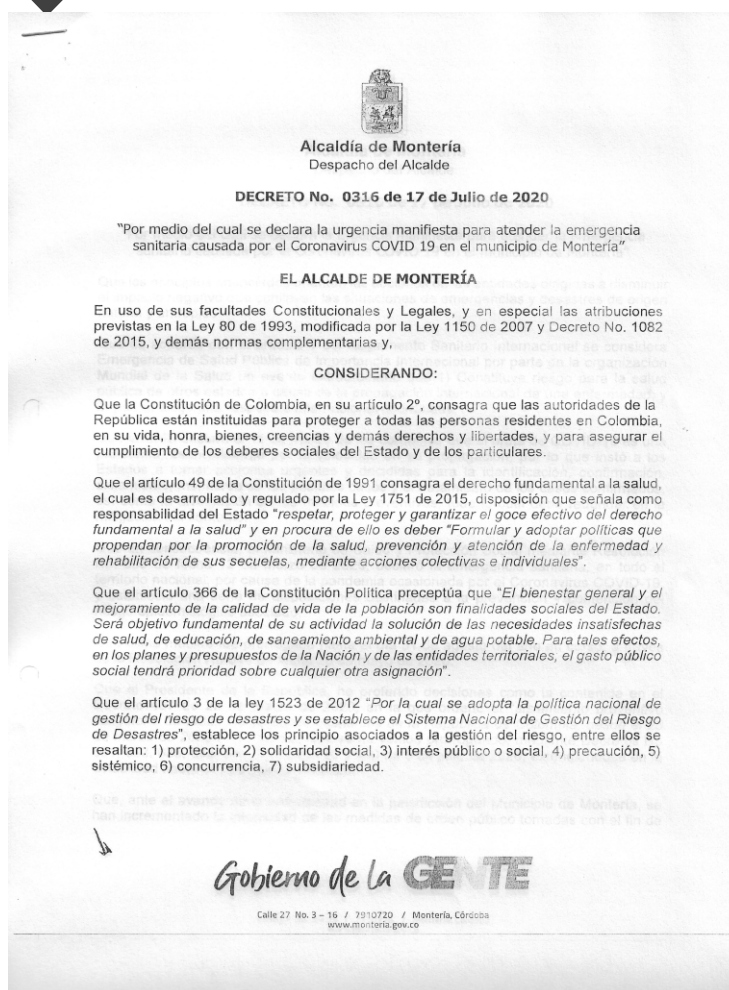 Alcaldía de Montería
Despacho del Alcalde
DECRETO No. 0316 de 17 de Julio de 2020
"Por medio del cual se declara la urgencia manifiesta para atender la emergencia
sanitaria causada por el Coronavirus COVID 19 en el municipio de Montería"
EL ALCALDE DE MONTERÍA
En uso de sus facultades Constitucionales y Legales, y en especial las atribuciones
previstas en la Ley 80 de 1993, modificada por la Ley 1150 de 2007 y Decreto No. 1082
de 2015, y demás normas complementarias y,
CONSIDERANDO:
Que la Constitución de Colombia, en su artículo 2º, consagra que las autoridades de la
República están instituidas para proteger a todas las personas residentes en Colombia,
en su vida, honra, bienes, creencias y demás derechos y libertades, y para asegurar el
cumplimiento de los deberes sociales del Estado y de los particulares.
Que el artículo 49 de la Constitución de 1991 consagra el derecho fundamental a la salud,
el cual es desarrollado y regulado por la Ley 1751 de 2015, disposición que señala como
responsabilidad del Estado "respetar, proteger y garantizar el goce efectivo del derecho
fundamental a la salud" y en procura de ello es deber "Formular y adoptar políticas que
propendan por la promoción de la salud, prevención y atención de la enfermedad y
rehabilitación de sus secuelas, mediante acciones colectivas e individuales".
Que el artículo 366 de la Constitución Política preceptúa que "El bienestar general y el
mejoramiento de la calidad de vida de la población son finalidades sociales del Estado.
Será objetivo fundamental de su actividad la solución de las necesidades insatisfechas
de salud, de educación, de saneamiento ambiental y de agua potable. Para tales efectos,
en los planes y presupuestos de la Nación y de las entidades territoriales, el gasto público
social tendrá prioridad sobre cualquier otra asignación".
Que el artículo 3 de la ley 1523 de 2012 "Por la cual se adopta la política nacional de
gestión del riesgo de desastres y se establece el Sistema Nacional de Gestión del Riesgo
de Desastres", establece los principio asociados a la gestión del riesgo, entre ellos se
resaltan: 1) protección, 2) solidaridad social, 3) interés público o social, 4) precaución, 5)
sistémico, 6) concurrencia, 7) subsidiariedad.
Gobierno de la GENTE
Calle 27 No. 3 – 16 / 7910720 / Montería, Córdoba
www.monteria.gov.co